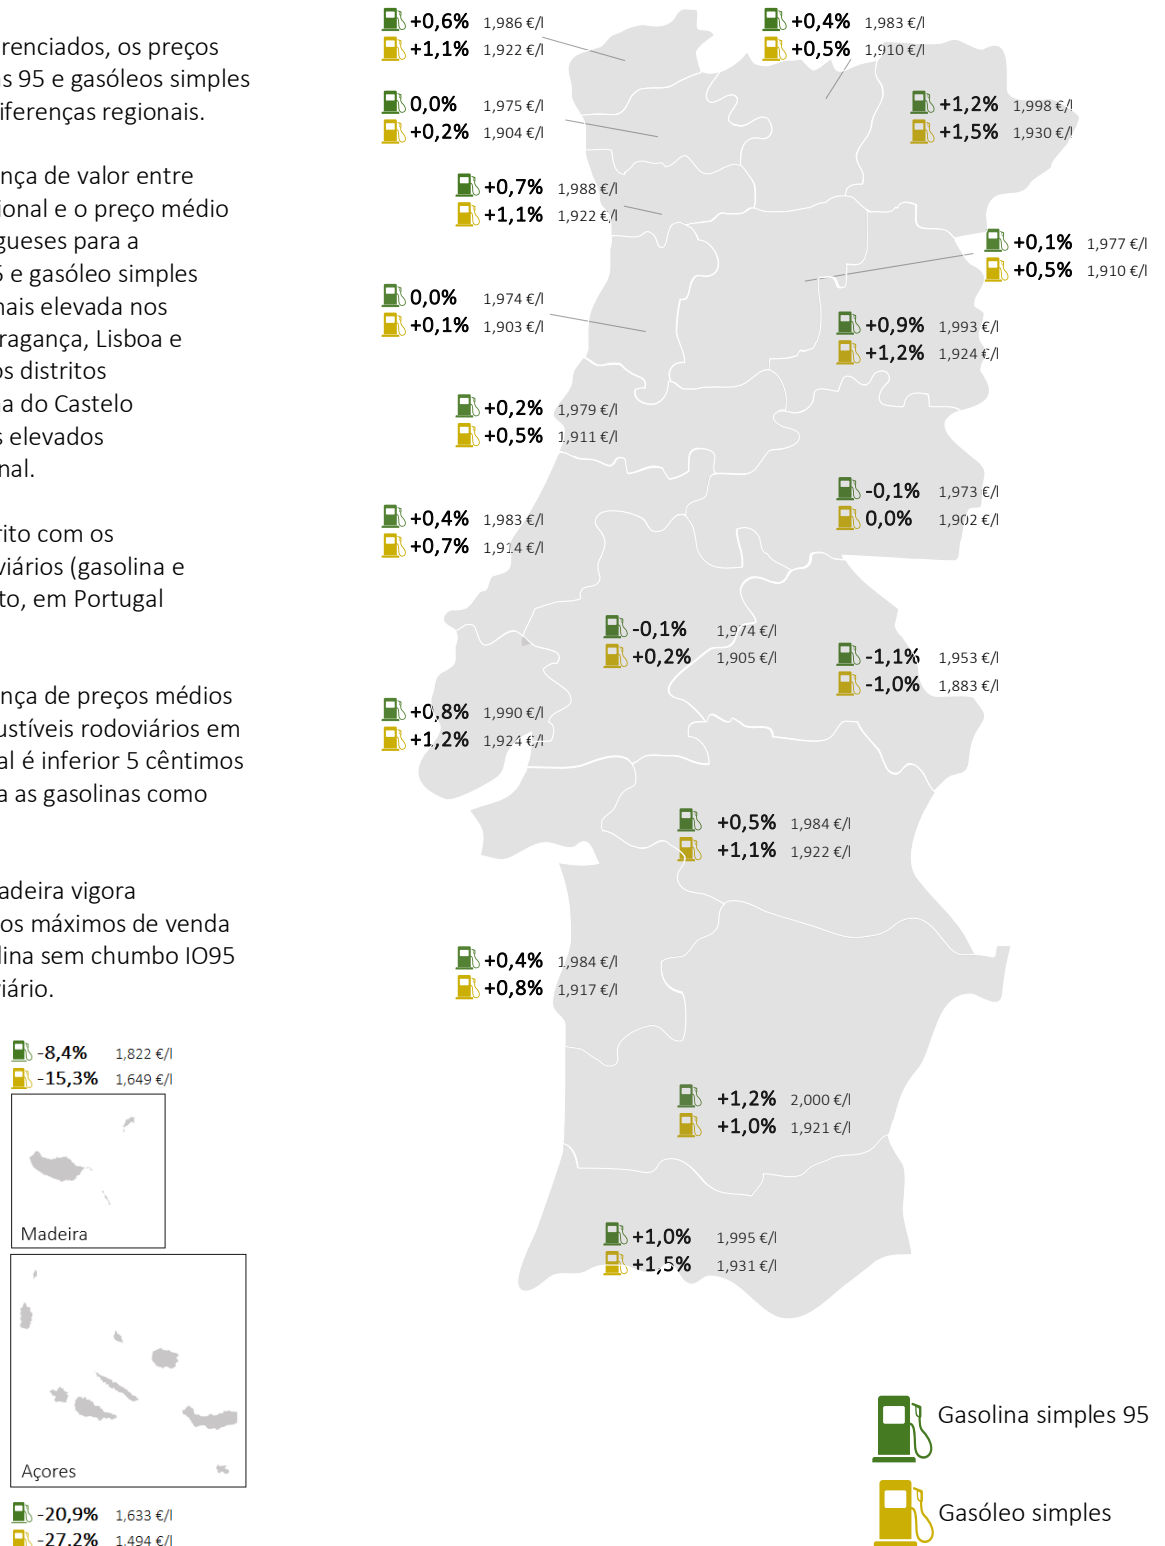 renciados, os preços
as 95 e gasóleos simples
iferenças regionais.
nça de valor entre
ional e o preço médio
gueses para a
5 e gasóleo simples
nais elevada nos
ragança, Lisboa e
os distritos
na do Castelo
s elevados
nal.
rito com os
viários (gasolina e
to, em Portugal
nça de preços médios
ustíveis rodoviários em
al é inferior 5 cêntimos
a as gasolinas como
adeira vigora
os máximos de venda
lina sem chumbo IO95
iário.
+0,6% 1,986 €/l
+1,1% 1,922 €/l
+0,4% 1,983 €/l
+0,5% 1,910 €/l
0,0% 1,975 €/l
+0,2% 1,904 €/l
+1,2% 1,998 €/l
+1,5% 1,930 €/l
+0,7% 1,988 €/l
+1,1% 1,922 €/l
+0,1% 1,977 €/l
+0,5% 1,910 €/l
0,0% 1,974 €/l
+0,1% 1,903 €/l
+0,9% 1,993 €/l
+1,2% 1,924 €/l
+0,2% 1,979 €/l
+0,5% 1,911 €/l
-0,1% 1,973 €/l
0,0% 1,902 €/l
+0,4% 1,983 €/l
+0,7% 1,914 €/l
-0,1% 1,974 €/l
+0,2% 1,905 €/l
-1,1% 1,953 €/l
-1,0% 1,883 €/l
+0,8% 1,990 €/l
+1,2% 1,924 €/l
+0,5% 1,984 €/l
+1,1% 1,922 €/l
+0,4% 1,984 €/l
+0,8% 1,917 €/l
+1,2% 2,000 €/l
+1,0% 1,921 €/l
+1,0% 1,995 €/l
+1,5% 1,931 €/l
-8,4% 1,822 €/l
-15,3% 1,649 €/l
Madeira
Açores
-20,9% 1,633 €/l
-27,2% 1,494 €/l
Gasolina simples 95
Gasóleo simples